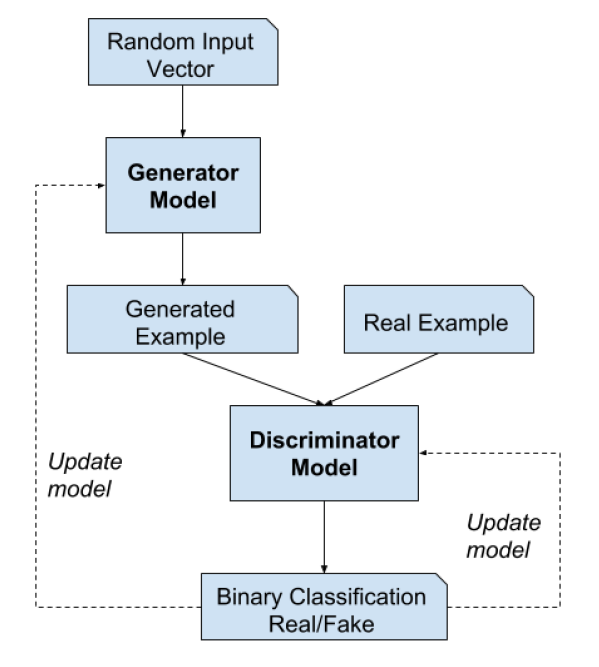 Random Input
Vector
Generator
Model
Generated
Example
Real Example
Discriminator
Model
Update
model
Update
model
Binary Classification
Real/Fake